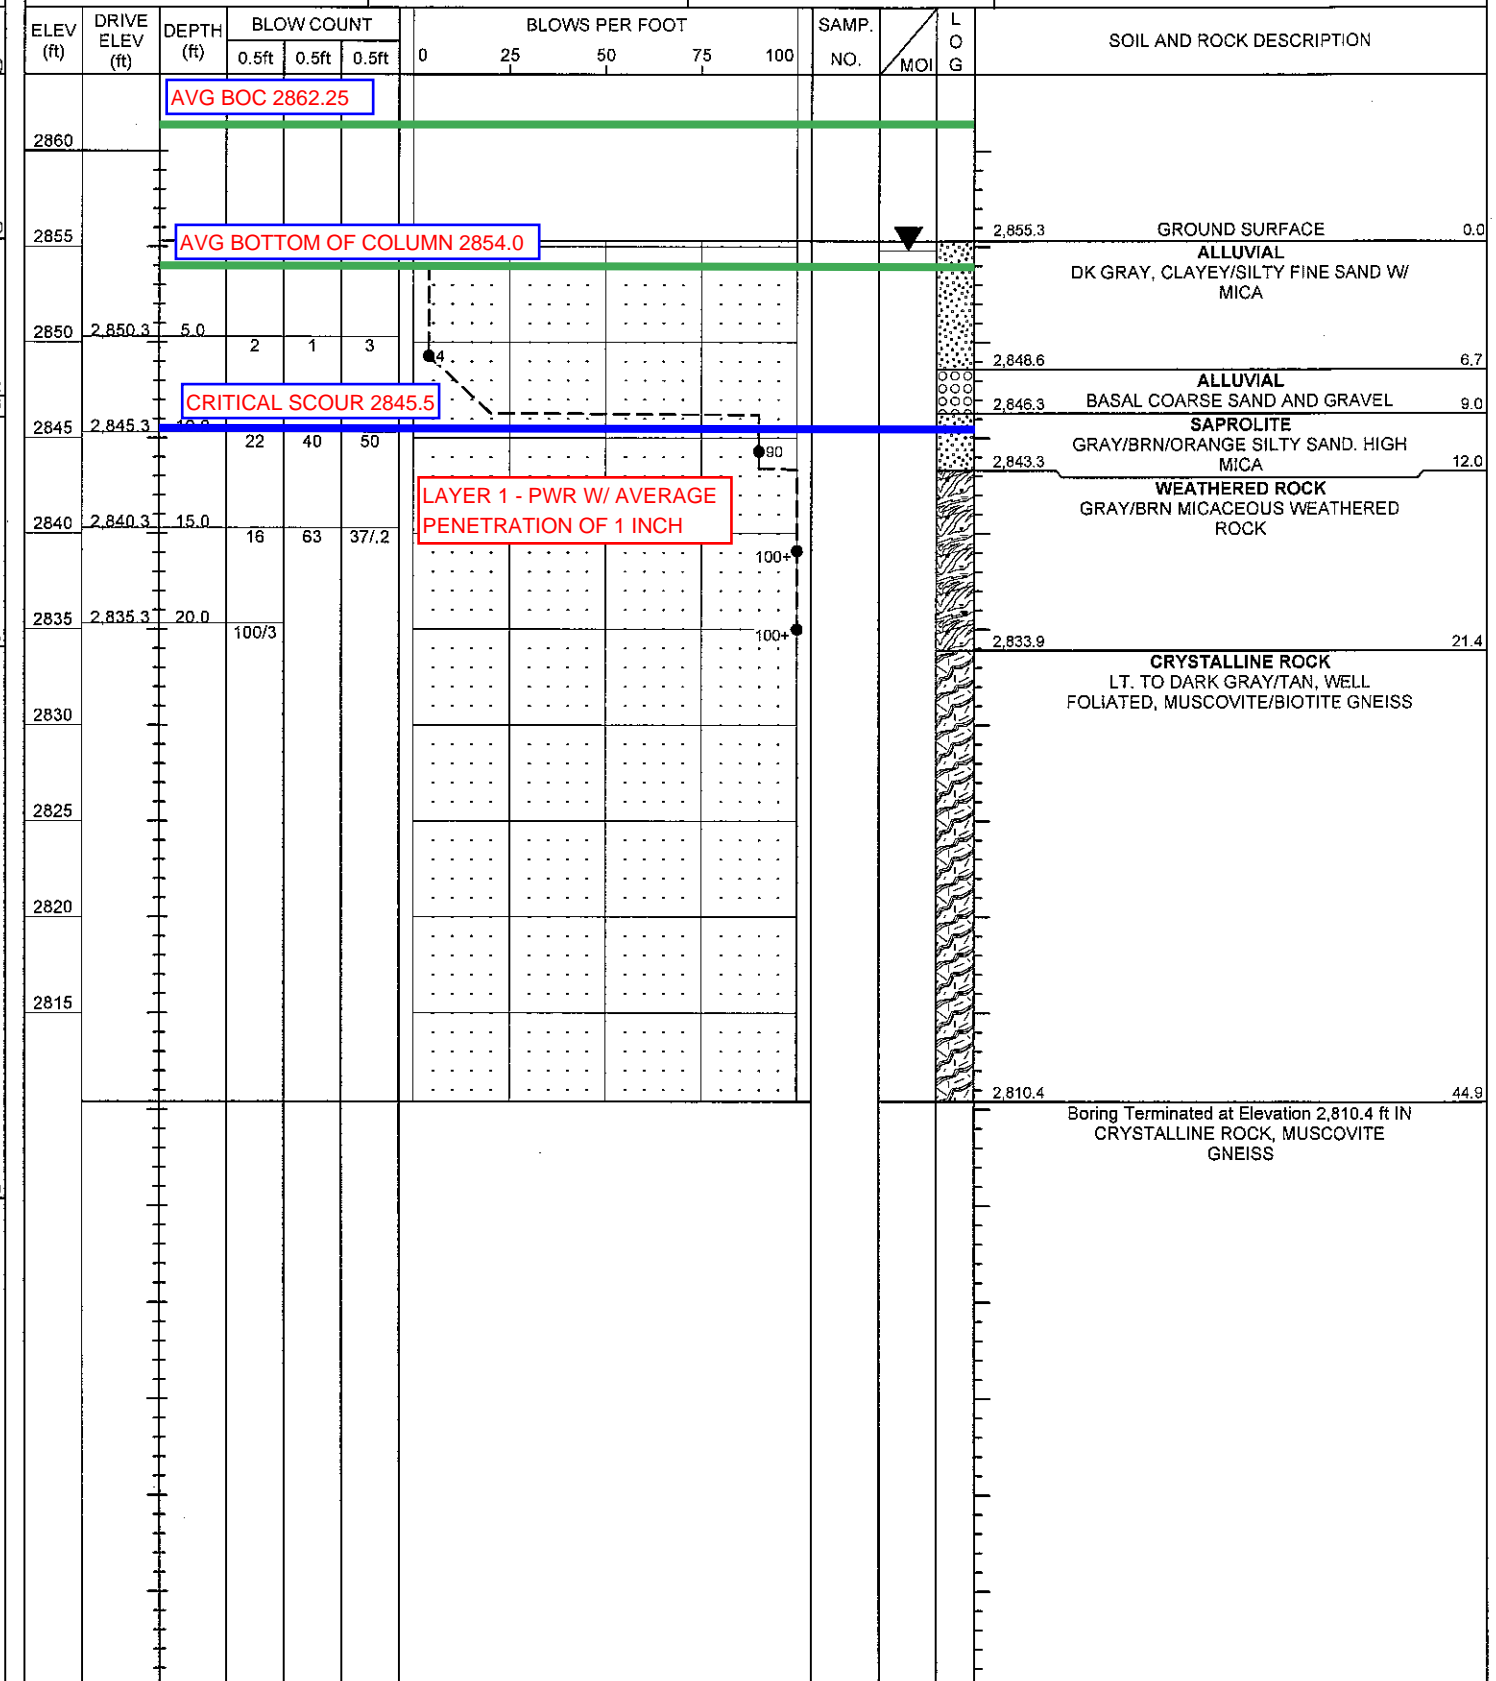 ELEV (ft) DRIVE ELEV (ft) DEPTH (ft) BLOW COUNT 0.5ft 0.5ft 0.5ft BLOWS PER FOOT 0 25 50 75 100 SAMP. NO. MOI L O G SOIL AND ROCK DESCRIPTION
AVG BOC 2862.25
2860
2,855.3 GROUND SURFACE 0.0
2855
AVG BOTTOM OF COLUMN 2854.0
ALLUVIAL
DK GRAY, CLAYEY/SILTY FINE SAND W/
MICA
2850 2,850.3 5.0
2 1 3
4
2,848.6 6.7
ALLUVIAL
BASAL COARSE SAND AND GRAVEL
2,846.3 9.0
CRITICAL SCOUR 2845.5
SAPROLITE
GRAY/BRN/ORANGE SILTY SAND. HIGH
MICA
2845 2,845.3
22 40 50
90
2,843.3 12.0
WEATHERED ROCK
GRAY/BRN MICACEOUS WEATHERED
ROCK
LAYER 1 - PWR W/ AVERAGE
PENETRATION OF 1 INCH
2840 2,840.3 15.0
16 63 37/.2
100+
2835 2,835.3 20.0
100/3
100+
2,833.9 21.4
CRYSTALLINE ROCK
LT. TO DARK GRAY/TAN, WELL
FOLIATED, MUSCOVITE/BIOTITE GNEISS
2830
2825
2820
2815
2,810.4 44.9
Boring Terminated at Elevation 2,810.4 ft IN
CRYSTALLINE ROCK, MUSCOVITE
GNEISS